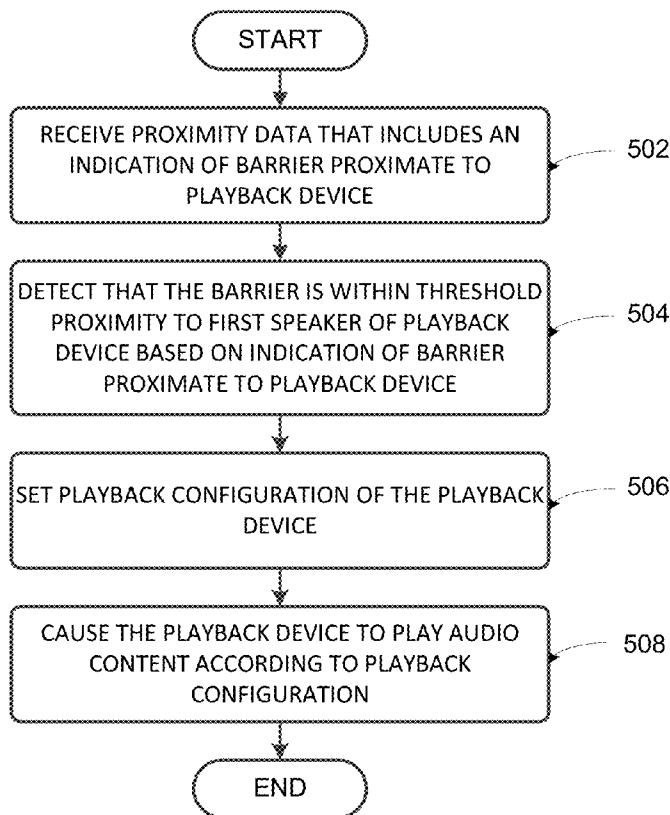 START
RECEIVE PROXIMITY DATA THAT INCLUDES AN
INDICATION OF BARRIER PROXIMATE TO
PLAYBACK DEVICE
502
DETECT THAT THE BARRIER IS WITHIN THRESHOLD
PROXIMITY TO FIRST SPEAKER OF PLAYBACK
DEVICE BASED ON INDICATION OF BARRIER
PROXIMATE TO PLAYBACK DEVICE
504
SET PLAYBACK CONFIGURATION OF THE PLAYBACK
DEVICE
506
CAUSE THE PLAYBACK DEVICE TO PLAY AUDIO
CONTENT ACCORDING TO PLAYBACK
CONFIGURATION
508
END